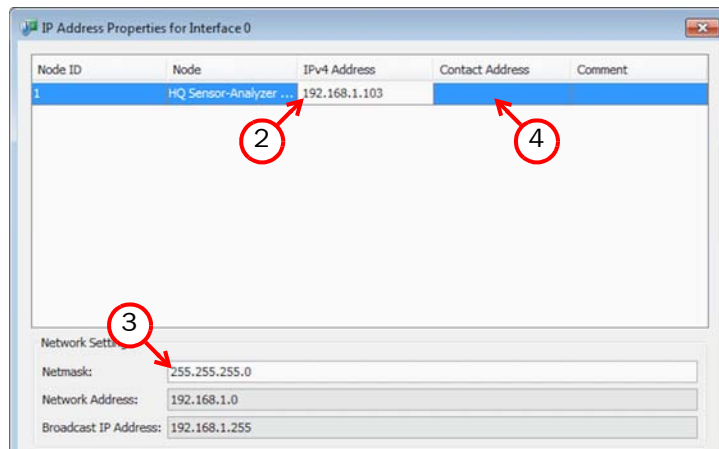 IP Address Properties for Interface 0
Node ID Node IPv4 Address Contact Address Comment
1 HQ Sensor-Analyzer ... 192.168.1.103
2 4
3
Network Settin
Netmask: 255.255.255.0
Network Address: 192.168.1.0
Broadcast IP Address: 192.168.1.255